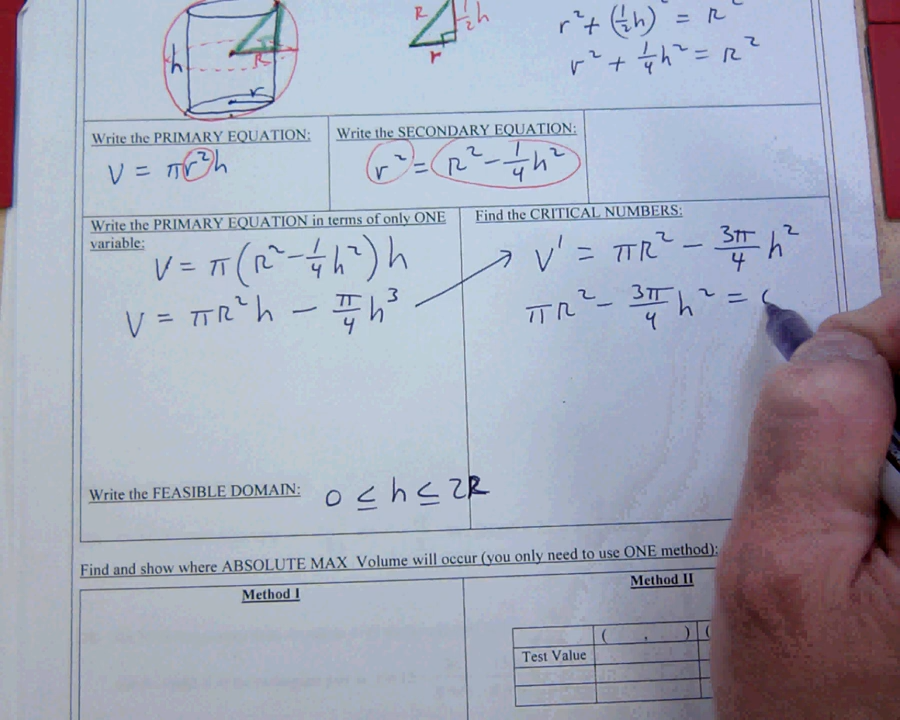 h
R
r
R
½h
r
r² + (½h)² = R²
r² + ¼h² = R²
Write the PRIMARY EQUATION:
V = πr²h
Write the SECONDARY EQUATION:
r² = R² − ¼h²
Write the PRIMARY EQUATION in terms of only ONE
variable:
V = π(R² − ¼h²)h
V = πR²h − π/4 h³
Find the CRITICAL NUMBERS:
V' = πR² − 3π/4 h²
πR² − 3π/4 h² =
Write the FEASIBLE DOMAIN: 0 ≤ h ≤ 2R
Find and show where ABSOLUTE MAX Volume will occur (you only need to use ONE method):
Method I
Method II
( , ) (
Test Value